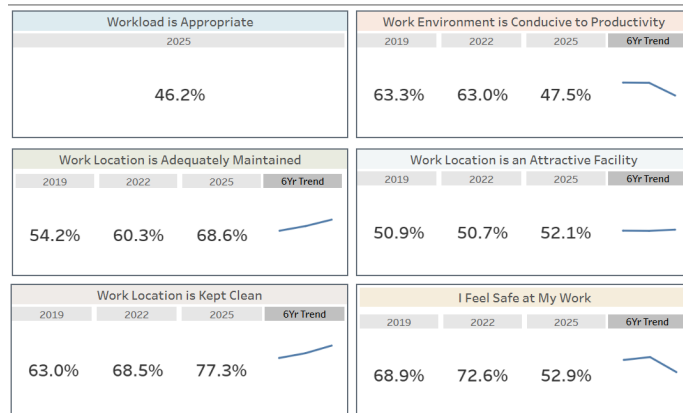 Workload is Appropriate
2025
46.2%
Work Environment is Conducive to Productivity
2019 2022 2025 6Yr Trend
63.3% 63.0% 47.5%
Work Location is Adequately Maintained
2019 2022 2025 6Yr Trend
54.2% 60.3% 68.6%
Work Location is an Attractive Facility
2019 2022 2025 6Yr Trend
50.9% 50.7% 52.1%
Work Location is Kept Clean
2019 2022 2025 6Yr Trend
63.0% 68.5% 77.3%
I Feel Safe at My Work
2019 2022 2025 6Yr Trend
68.9% 72.6% 52.9%